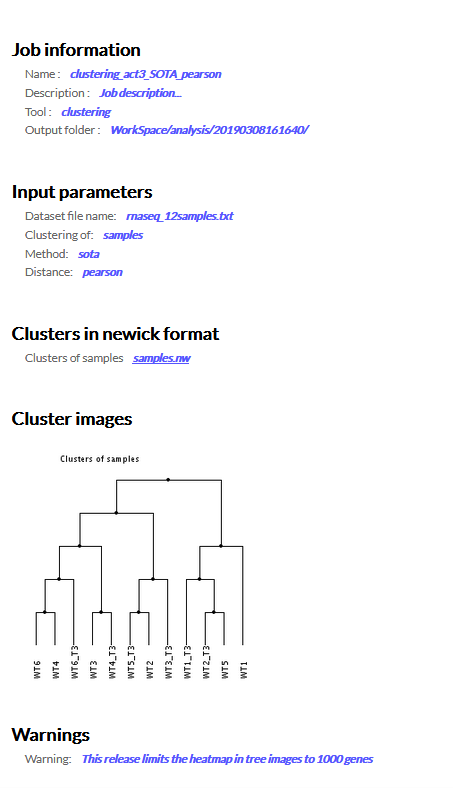 Job information
Name : clustering_act3_SOTA_pearson
Description : Job description...
Tool : clustering
Output folder : WorkSpace/analysis/20190308161640/
Input parameters
Dataset file name: rnaseq_12samples.txt
Clustering of: samples
Method: sota
Distance: pearson
Clusters in newick format
Clusters of samples samples.nw
Cluster images
Clusters of samples
WT6
WT4
WT6_T3
WT3
WT4_T3
WT5_T3
WT2
WT3_T3
WT1_T3
WT2_T3
WT5
WT1
Warnings
Warning: This release limits the heatmap in tree images to 1000 genes